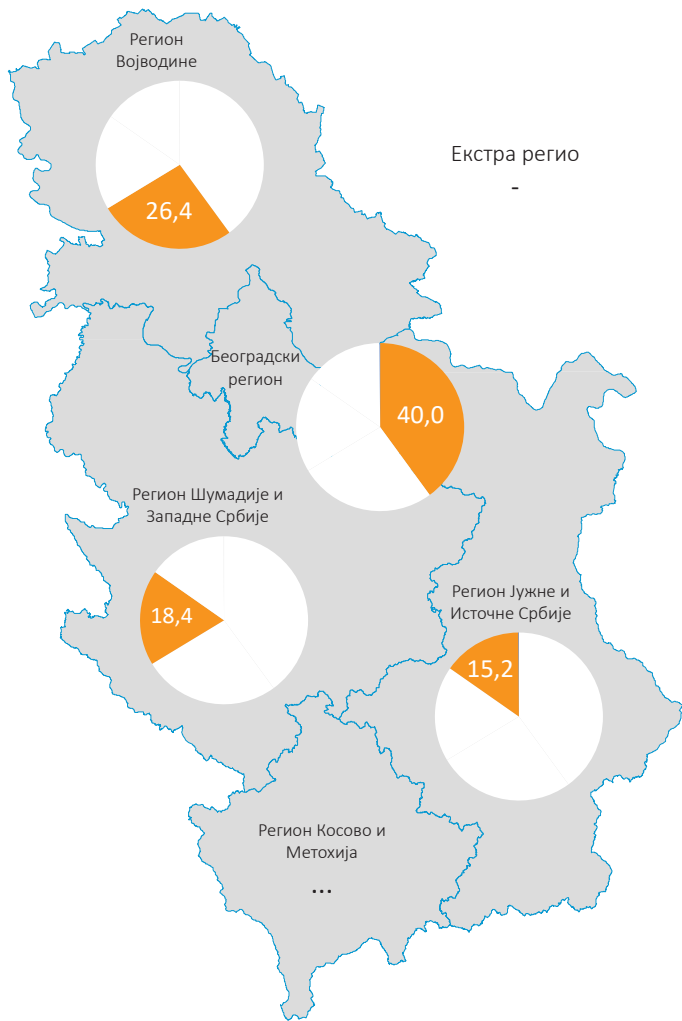 Регион
Војводине
26,4
Екстра регио
-
Београдски
регион
40,0
Регион Шумадије и
Западне Србије
18,4
Регион Јужне и
Источне Србије
15,2
Регион Косово и
Метохија
...